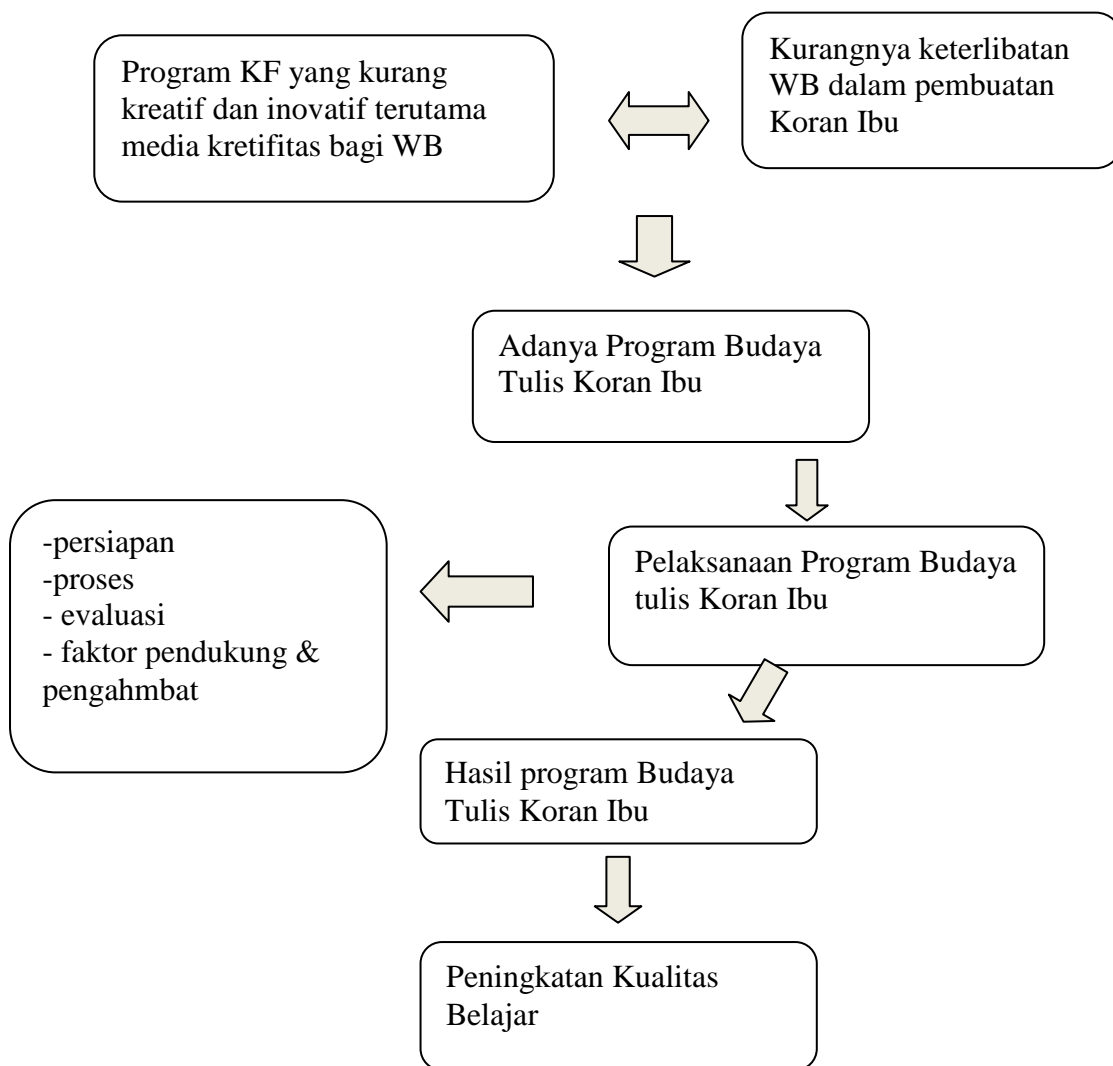 Program KF yang kurang
kreatif dan inovatif terutama
media kretifitas bagi WB
Kurangnya keterlibatan
WB dalam pembuatan
Koran Ibu
Adanya Program Budaya
Tulis Koran Ibu
Pelaksanaan Program Budaya
tulis Koran Ibu
-persiapan
-proses
- evaluasi
- faktor pendukung &
pengahmbat
Hasil program Budaya
Tulis Koran Ibu
Peningkatan Kualitas
Belajar